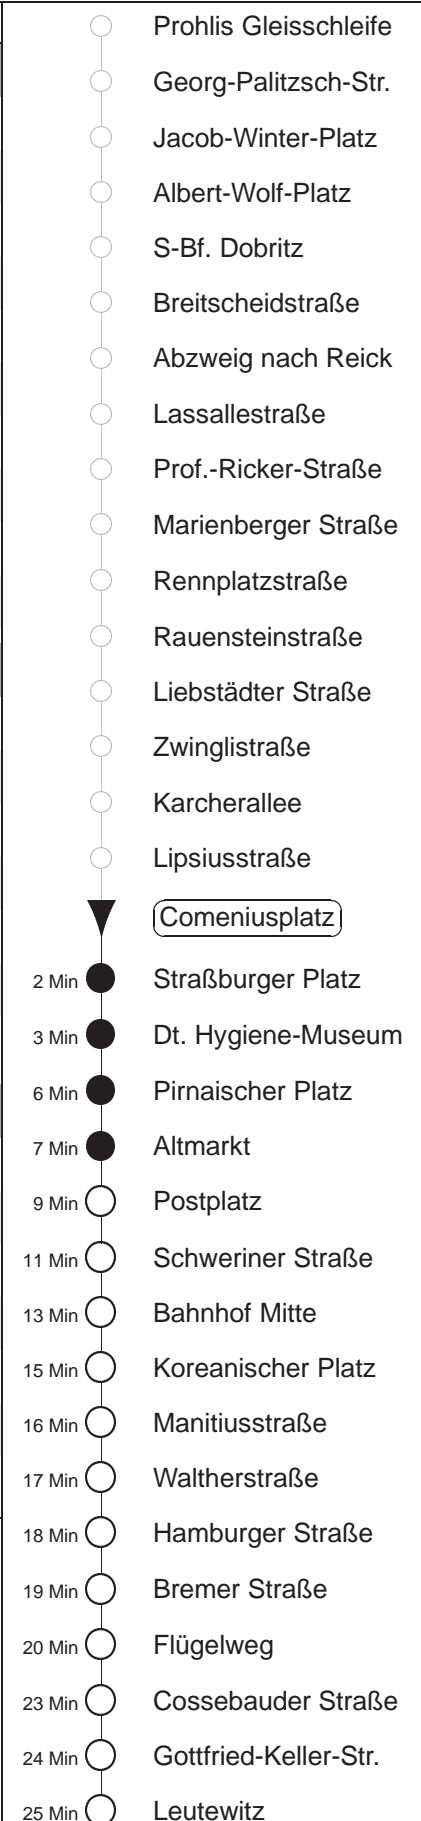 Prohlis Gleisschleife
Georg-Palitzsch-Str.
Jacob-Winter-Platz
Albert-Wolf-Platz
S-Bf. Dobritz
Breitscheidstraße
Abzweig nach Reick
Lassallestraße
Prof.-Ricker-Straße
Marienberger Straße
Rennplatzstraße
Rauensteinstraße
Liebstädter Straße
Zwinglistraße
Karcherallee
Lipsiusstraße
Comeniusplatz
2 Min Straßburger Platz
3 Min Dt. Hygiene-Museum
6 Min Pirnaischer Platz
7 Min Altmarkt
9 Min Postplatz
11 Min Schweriner Straße
13 Min Bahnhof Mitte
15 Min Koreanischer Platz
16 Min Manitiusstraße
17 Min Waltherstraße
18 Min Hamburger Straße
19 Min Bremer Straße
20 Min Flügelweg
23 Min Cossebauder Straße
24 Min Gottfried-Keller-Str.
25 Min Leutewitz